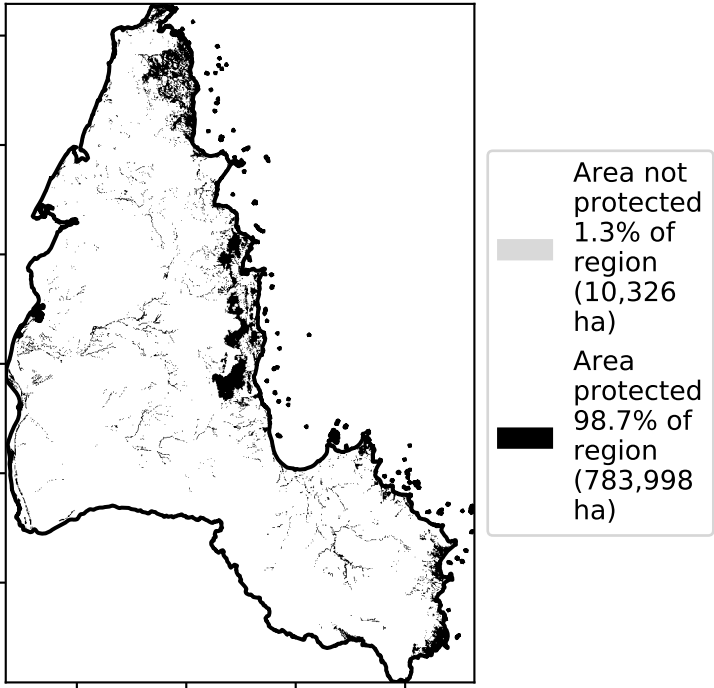 Area not
protected
1.3% of
region
(10,326
ha)
Area
protected
98.7% of
region
(783,998
ha)